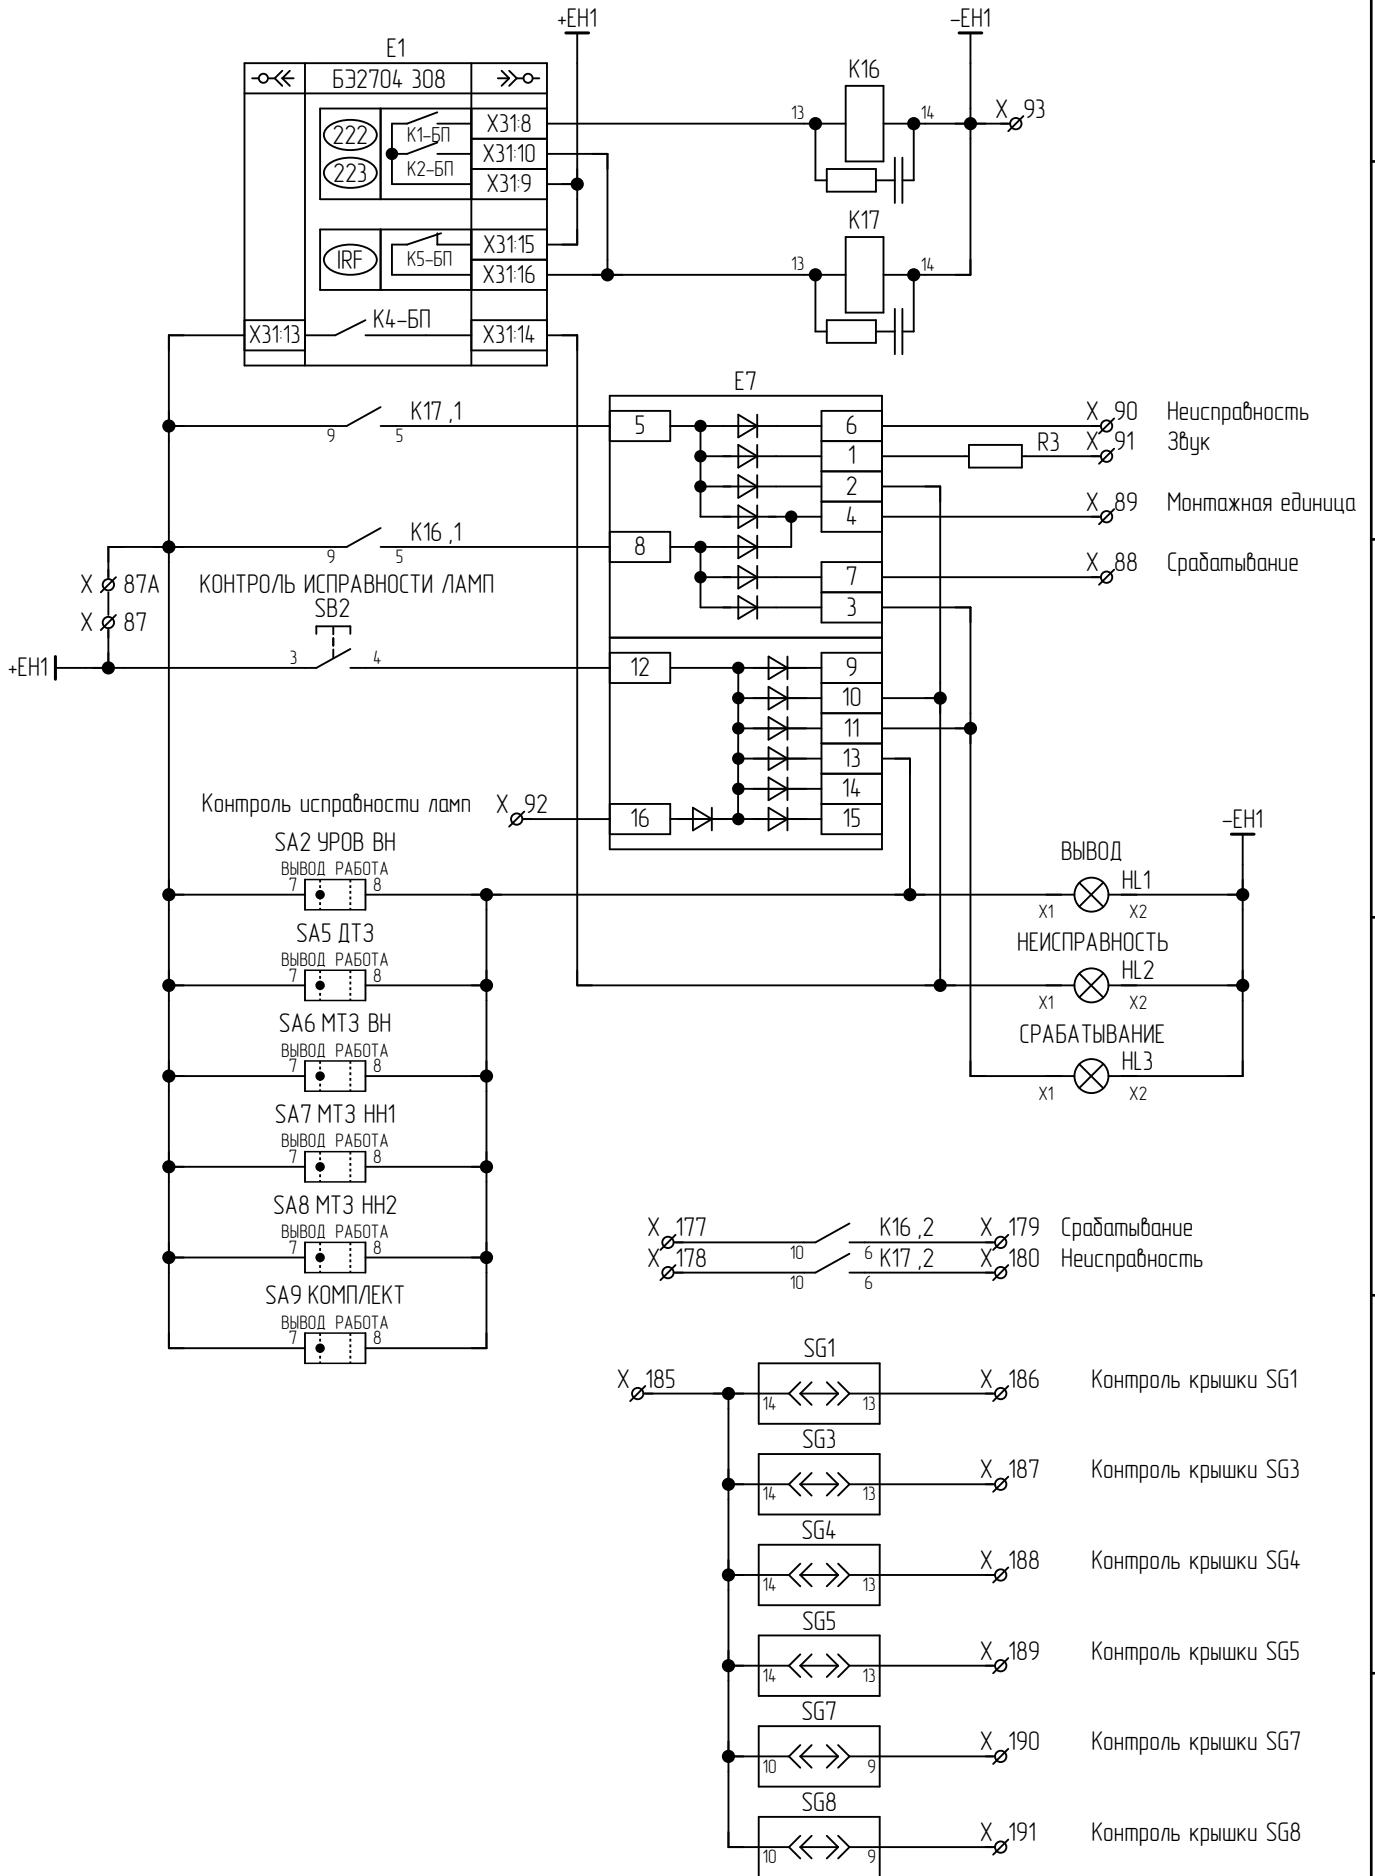 +EH1
-EH1
E1
БЭ2704 308
K16
X 93
222
K1-БП
X31:8
13
14
X31:10
223
K2-БП
X31:9
K17
X31:15
IRF
K5-БП
X31:16
13
14
X31:13
K4-БП
X31:14
E7
K17 ,1
9
5
5
6
X 90 Неисправность
1
R3
X 91 Звук
2
4
X 89 Монтажная единица
K16 ,1
9
5
8
7
X 88 Срабатывание
3
X 87А
КОНТРОЛЬ ИСПРАВНОСТИ ЛАМП
X 87
SB2
+EH1
3
4
12
9
10
11
13
14
Контроль исправности ламп X 92
16
15
-EH1
SA2 УРОВ ВН
ВЫВОД РАБОТА
7
8
ВЫВОД
HL1
X1
X2
SA5 ДТЗ
ВЫВОД РАБОТА
7
8
НЕИСПРАВНОСТЬ
HL2
X1
X2
SA6 МТЗ ВН
ВЫВОД РАБОТА
7
8
СРАБАТЫВАНИЕ
HL3
X1
X2
SA7 МТЗ НН1
ВЫВОД РАБОТА
7
8
SA8 МТЗ НН2
ВЫВОД РАБОТА
7
8
SA9 КОМПЛЕКТ
ВЫВОД РАБОТА
7
8
X 177
10
K16 ,2
6
X 179 Срабатывание
X 178
10
K17 ,2
6
X 180 Неисправность
X 185
SG1
14
13
X 186 Контроль крышки SG1
SG3
14
13
X 187 Контроль крышки SG3
SG4
14
13
X 188 Контроль крышки SG4
SG5
14
13
X 189 Контроль крышки SG5
SG7
10
9
X 190 Контроль крышки SG7
SG8
10
9
X 191 Контроль крышки SG8